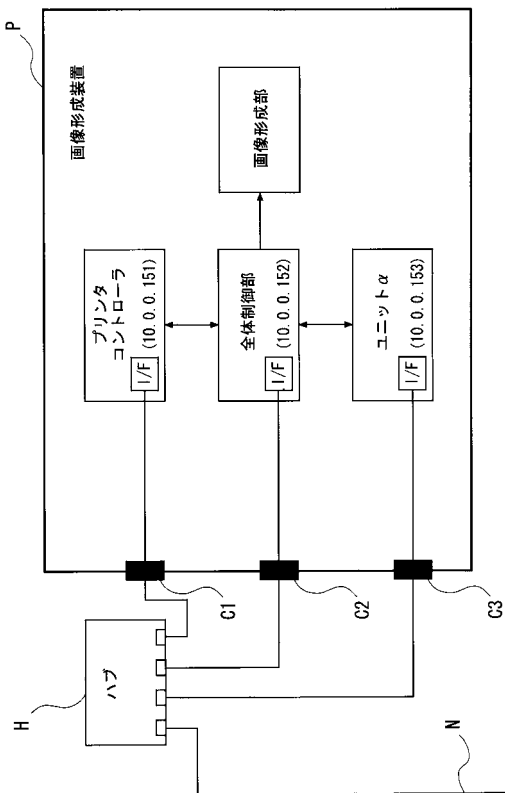 P
画像形成装置
画像形成部
プリンタ
コントローラ
(10.0.0.151)
I/F
全体制御部
(10.0.0.152)
I/F
ユニットα
(10.0.0.153)
I/F
C1
C2
C3
ハブ
H
N